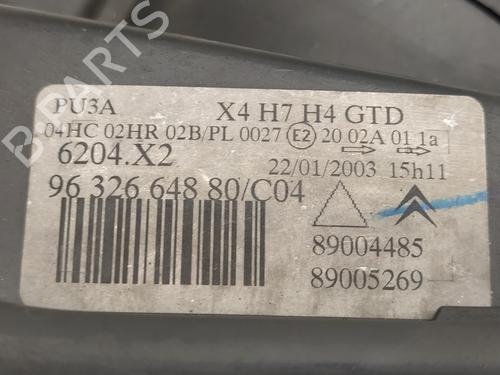 B PARTS
PU3A X4 H7 H4 GTD
04HC 02HR 02B/PL 0027 E2 20 02A 01 1a
6204.X2
22/01/2003 15h11
96 326 648 80/C04
89004485
89005269